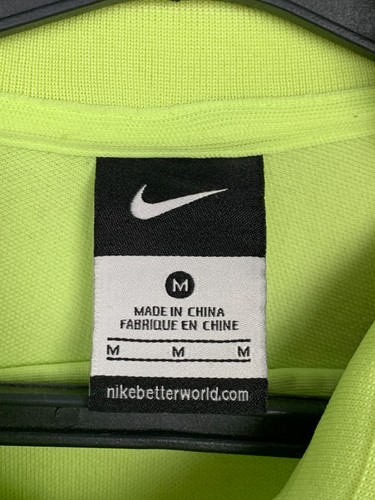 M
MADE IN CHINA
FABRIQUE EN CHINE
M M M
nikebetterworld.com